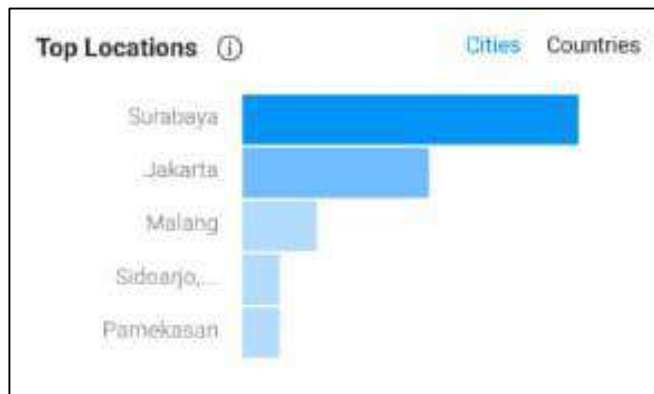 Top Locations ⓘ Cities Countries
Surabaya
Jakarta
Malang
Sidoarjo,...
Pamekasan